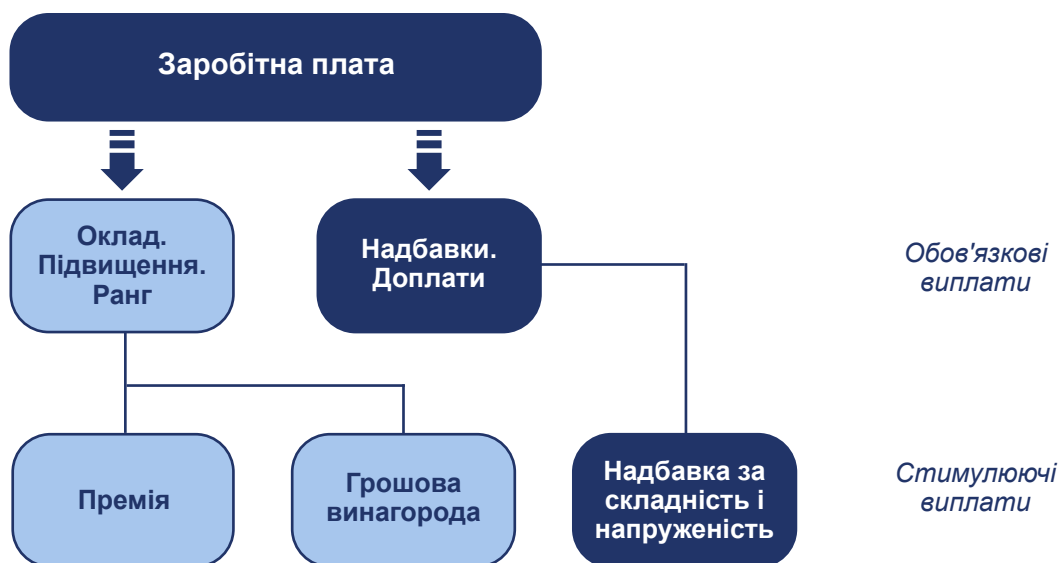 Заробітна плата
Оклад.
Підвищення.
Ранг
Надбавки.
Доплати
Обов'язкові
виплати
Премія
Грошова
винагорода
Надбавка за
складність і
напруженість
Стимулюючі
виплати